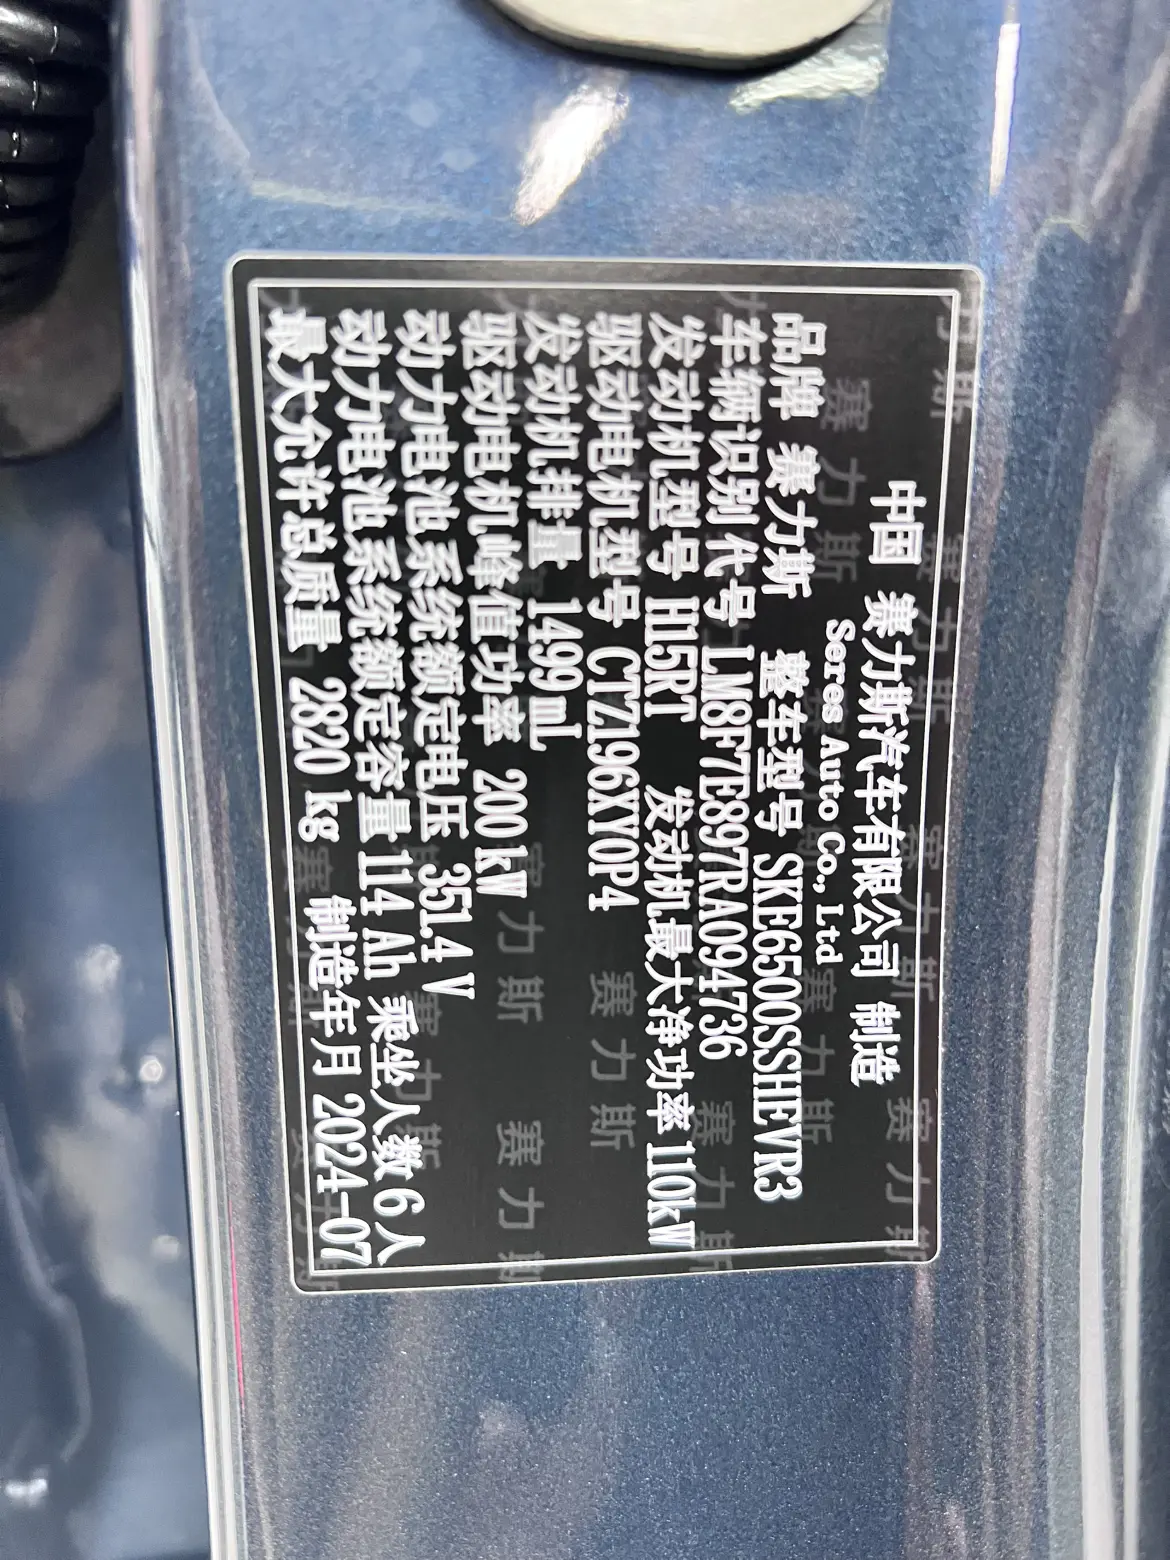 中国 赛力斯汽车有限公司 制造
Seres Auto Co., Ltd
品牌 赛力斯 整车型号 SKE6500SSHEVR3
车辆识别代号 LM8F7E897RA094736
发动机型号 H15RT 发动机最大净功率 110kW
驱动电机型号 CTZ196XY0P4
发动机排量 1499 mL
驱动电机峰值功率 200 kW
动力电池系统额定电压 351.4 V
动力电池系统额定容量 114 Ah 乘坐人数 6 人
最大允许总质量 2820 kg 制造年月 2024-07